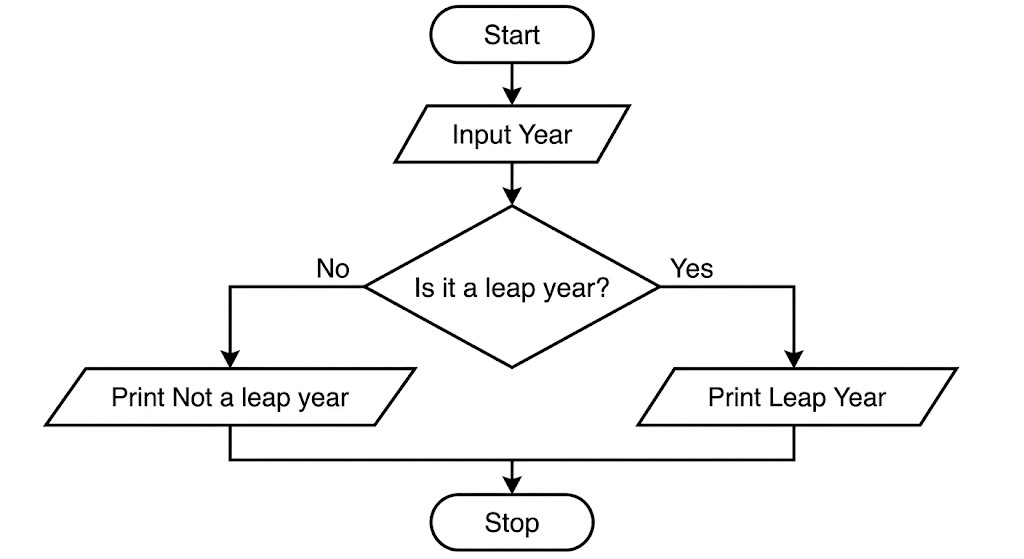 Start
Input Year
Is it a leap year?
No
Yes
Print Not a leap year
Print Leap Year
Stop